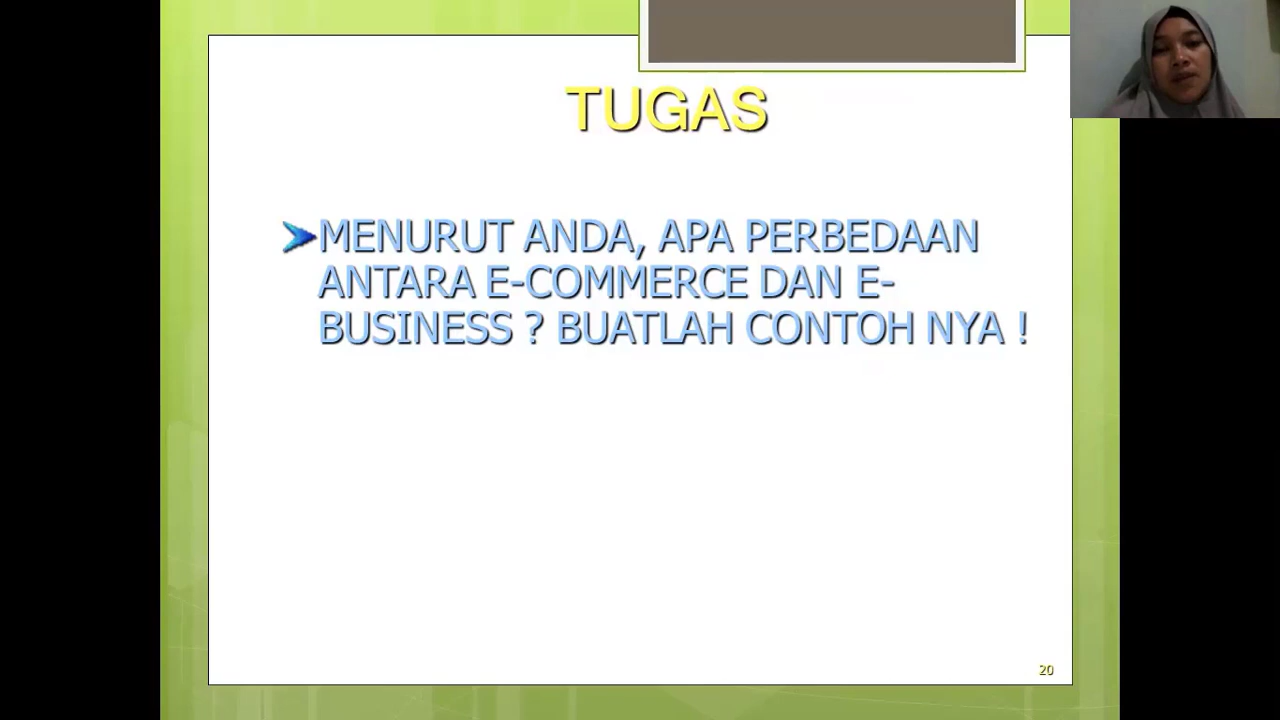 TUGAS
MENURUT ANDA, APA PERBEDAAN
ANTARA E-COMMERCE DAN E-
BUSINESS ? BUATLAH CONTOH NYA !
20